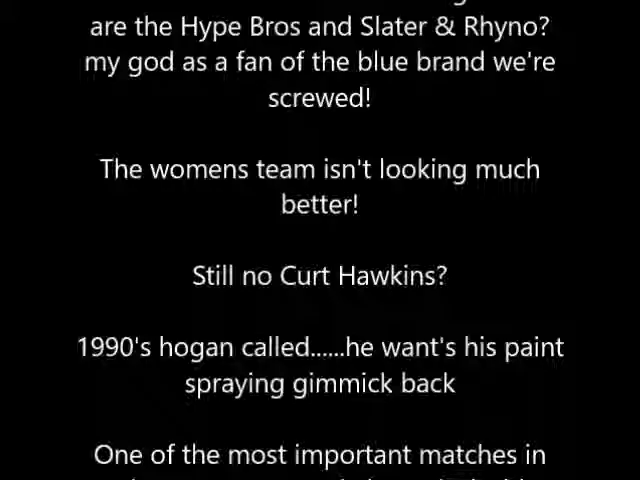 are the Hype Bros and Slater & Rhyno?
my god as a fan of the blue brand we're
screwed!
The womens team isn't looking much
better!
Still no Curt Hawkins?
1990's hogan called......he want's his paint
spraying gimmick back
One of the most important matches in